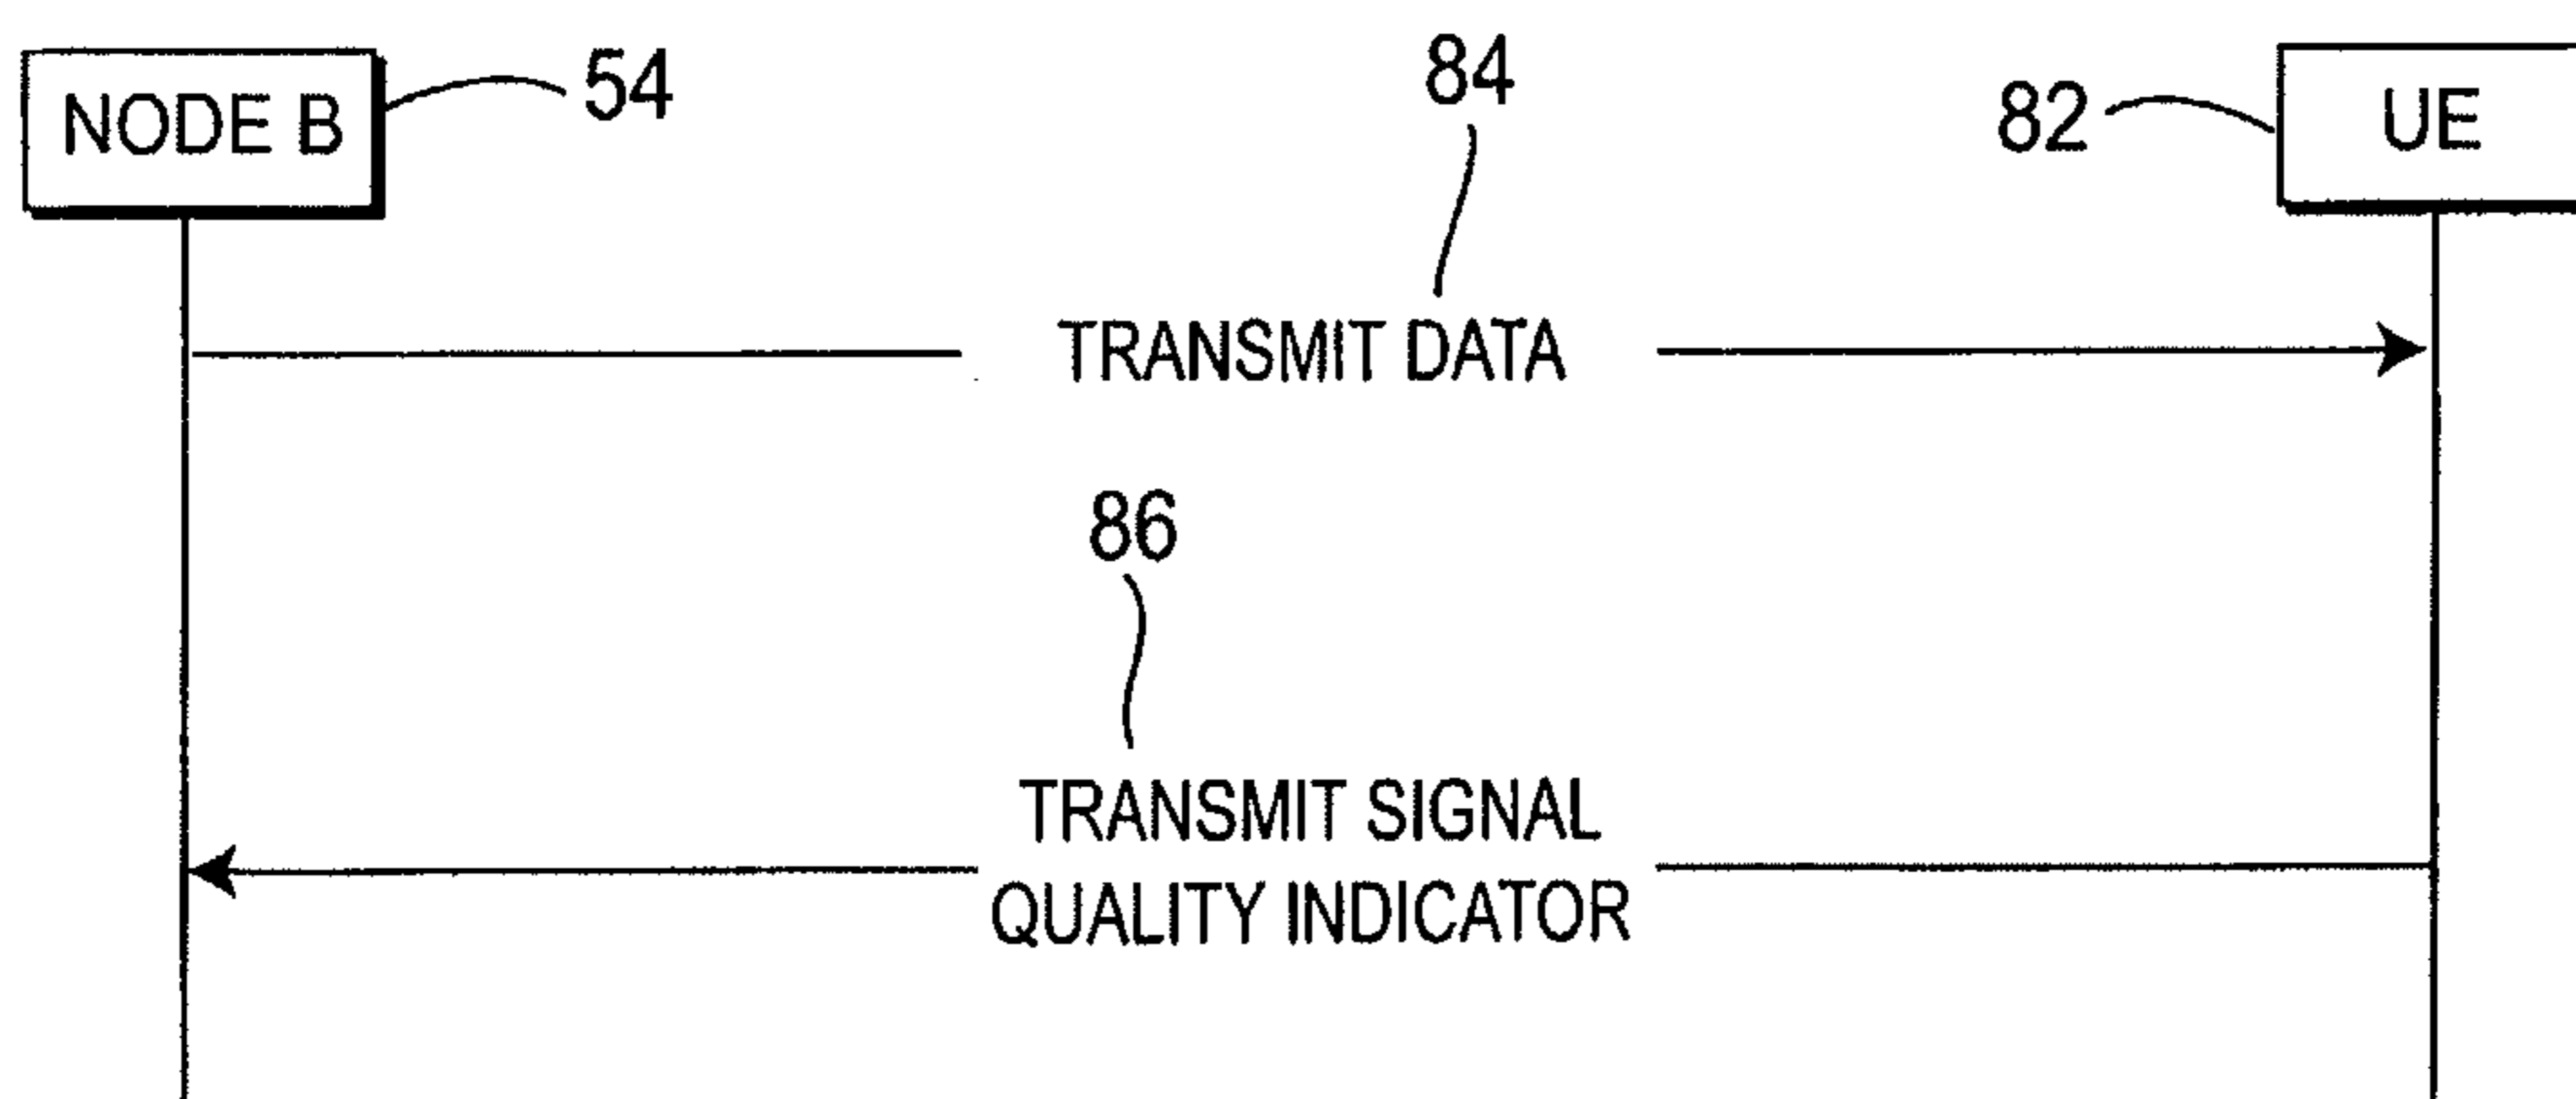 NODE B
54
84
82
UE
TRANSMIT DATA
86
TRANSMIT SIGNAL
QUALITY INDICATOR